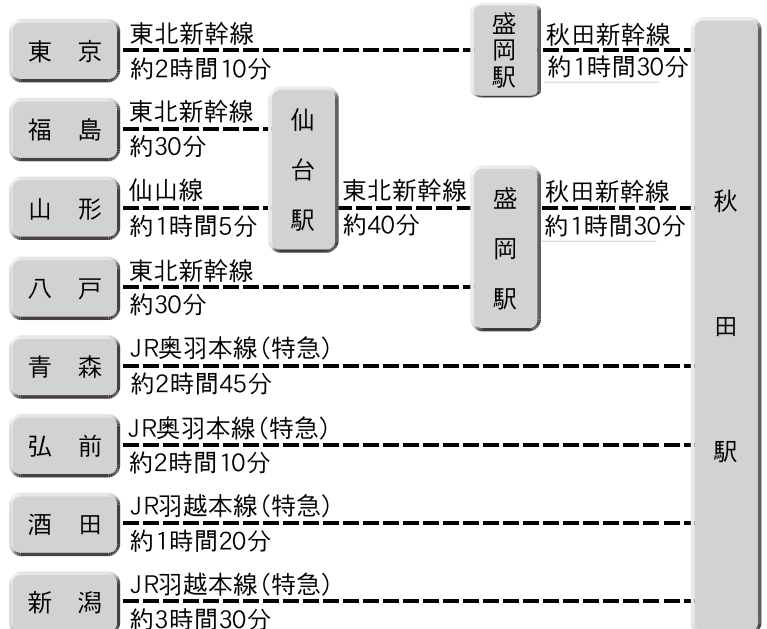 東京
東北新幹線
約2時間10分
盛岡駅
秋田新幹線
約1時間30分
福島
東北新幹線
約30分
仙台駅
山形
仙山線
約1時間5分
東北新幹線
約40分
盛岡駅
秋田新幹線
約1時間30分
秋田駅
八戸
東北新幹線
約30分
青森
JR奥羽本線(特急)
約2時間45分
弘前
JR奥羽本線(特急)
約2時間10分
酒田
JR羽越本線(特急)
約1時間20分
新潟
JR羽越本線(特急)
約3時間30分